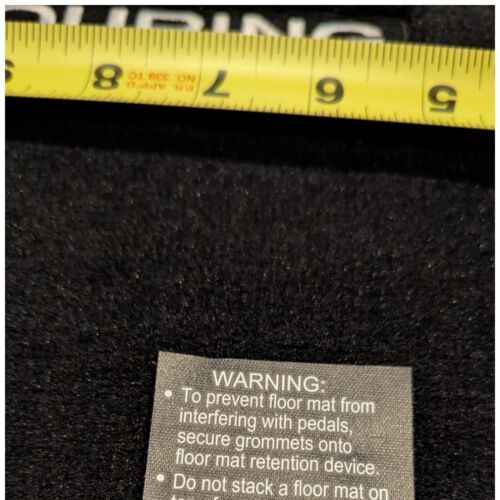 9 8 P.B. APP'D 7 6 5
NO. 339 TC
WARNING:
• To prevent floor mat from
interfering with pedals,
secure grommets onto
floor mat retention device.
• Do not stack a floor mat on